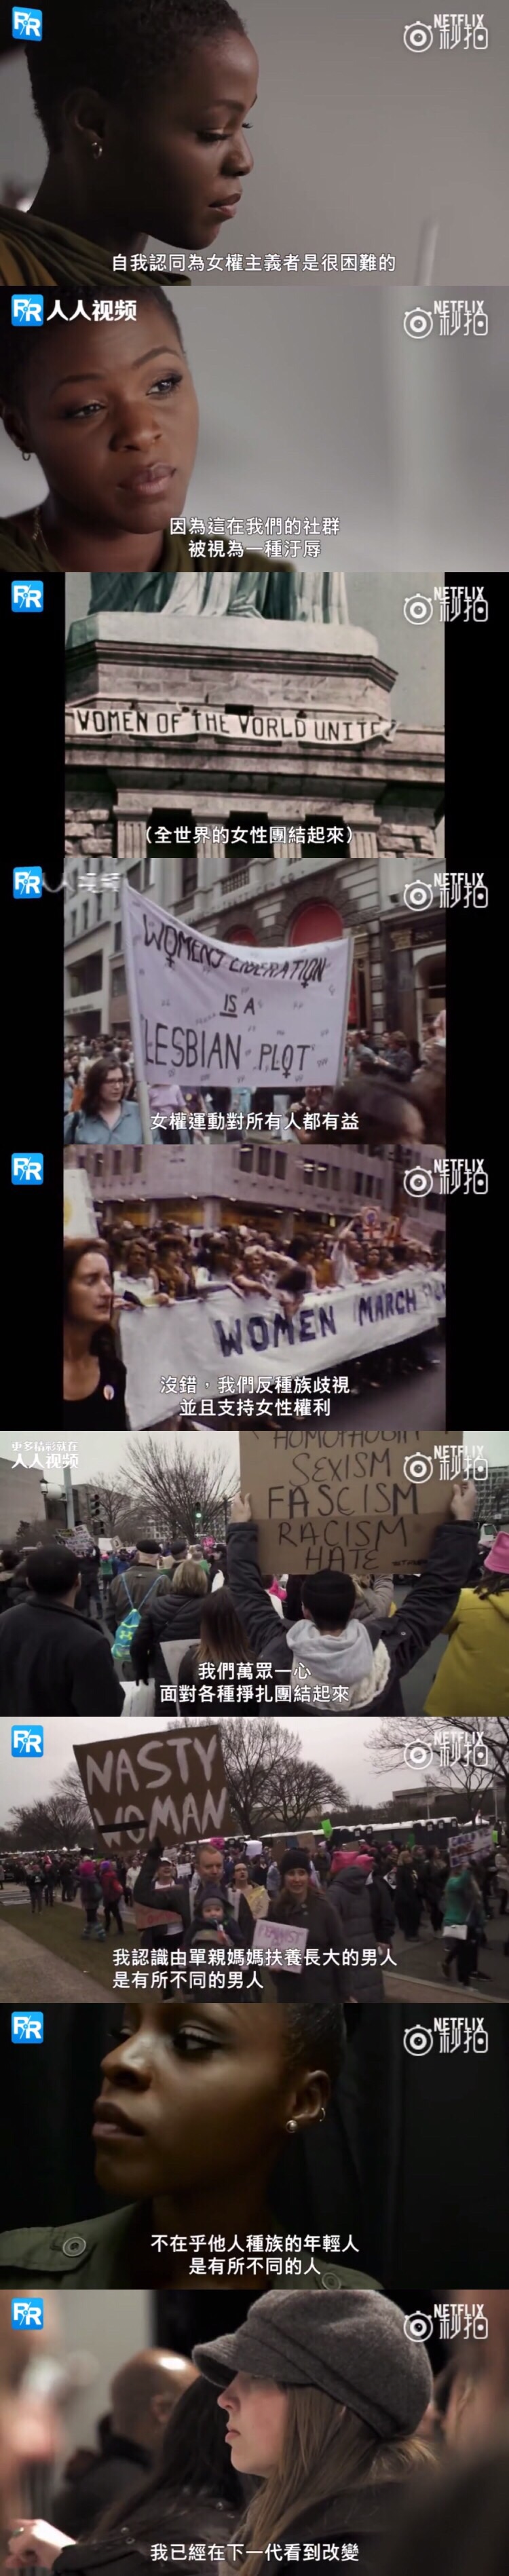 RR
NETFLIX
秒拍
自我認同為女權主義者是很困難的
RR 人人视频
NETFLIX
秒拍
因為這在我們的社群
被視為一種汙辱
RR
NETFLIX
秒拍
WOMEN OF THE WORLD UNITE
（全世界的女性團結起來）
RR
NETFLIX
秒拍
WOMEN'S LIBERATION
IS A
LESBIAN PLOT
女權運動對所有人都有益
RR
NETFLIX
秒拍
WOMEN MARCH
沒錯，我們反種族歧視
並且支持女性權利
更多精彩就在
人人视频
NETFLIX
秒拍
HOMOPHOBIA
SEXISM
FASCISM
RACISM
HATE
我們萬眾一心
面對各種掙扎團結起來
RR
NETFLIX
秒拍
NASTY
WOMAN
我認識由單親媽媽扶養長大的男人
是有所不同的男人
RR
NETFLIX
秒拍
不在乎他人種族的年輕人
是有所不同的人
RR
NETFLIX
秒拍
我已經在下一代看到改變